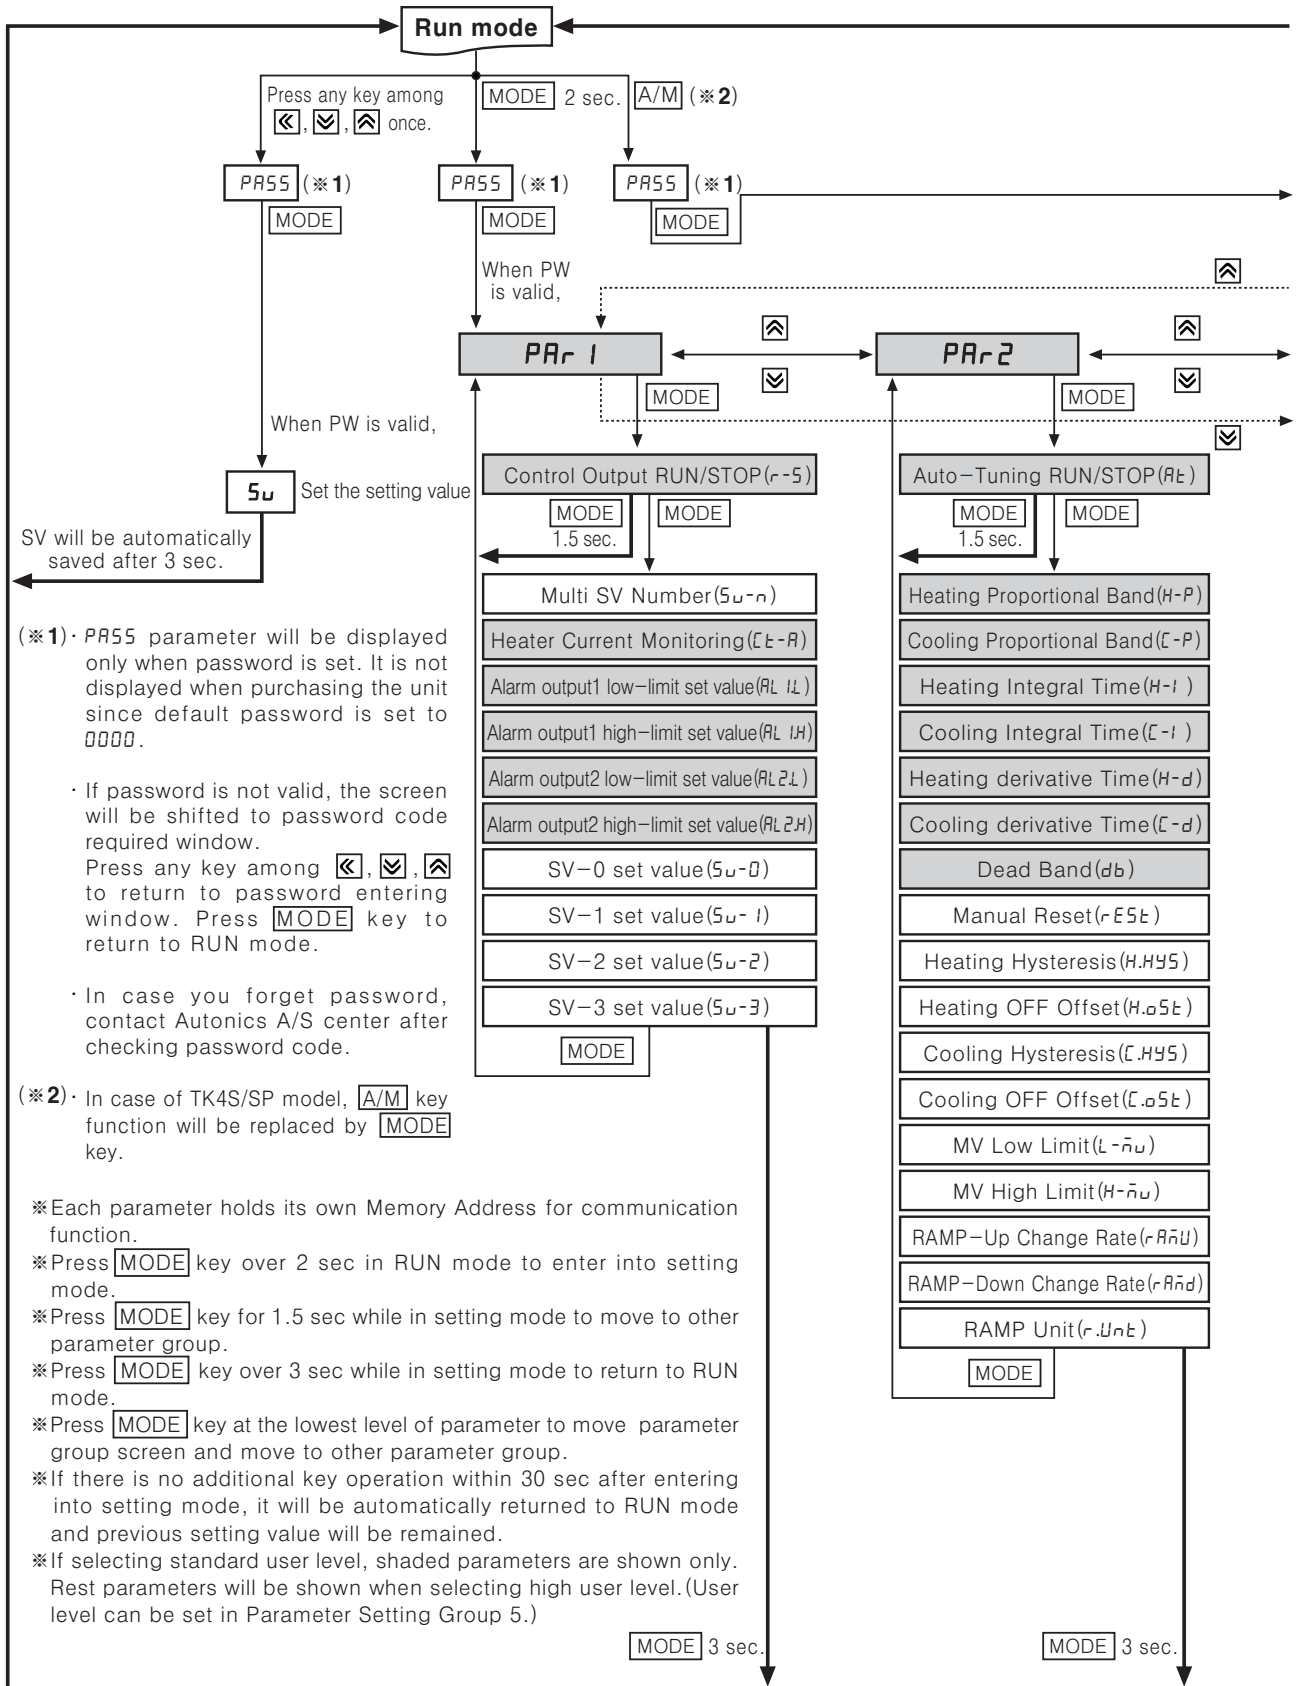 Run mode
Press any key among
, , once.
MODE 2 sec.
A/M (※2)
PASS (※1)
PASS (※1)
PASS (※1)
MODE
MODE
MODE
When PW
is valid,
PAr1
PAr2
MODE
MODE
When PW is valid,
Sv Set the setting value
SV will be automatically
saved after 3 sec.
Control Output RUN/STOP(r-S)
MODE
1.5 sec.
MODE
Multi SV Number(Sv-n)
Heater Current Monitoring(Ct-A)
Alarm output1 low-limit set value(AL1.L)
Alarm output1 high-limit set value(AL1.H)
Alarm output2 low-limit set value(AL2.L)
Alarm output2 high-limit set value(AL2.H)
SV-0 set value(Sv-0)
SV-1 set value(Sv-1)
SV-2 set value(Sv-2)
SV-3 set value(Sv-3)
MODE
Auto-Tuning RUN/STOP(At)
MODE
1.5 sec.
MODE
Heating Proportional Band(H-P)
Cooling Proportional Band(C-P)
Heating Integral Time(H-I)
Cooling Integral Time(C-I)
Heating derivative Time(H-d)
Cooling derivative Time(C-d)
Dead Band(db)
Manual Reset(rESt)
Heating Hysteresis(H.HYS)
Heating OFF Offset(H.oSt)
Cooling Hysteresis(C.HYS)
Cooling OFF Offset(C.oSt)
MV Low Limit(L-mv)
MV High Limit(H-mv)
RAMP-Up Change Rate(rAmU)
RAMP-Down Change Rate(rAmd)
RAMP Unit(r.Unt)
MODE
(※1)· PASS parameter will be displayed
only when password is set. It is not
displayed when purchasing the unit
since default password is set to
0000.
· If password is not valid, the screen
will be shifted to password code
required window.
Press any key among , ,
to return to password entering
window. Press MODE key to
return to RUN mode.
· In case you forget password,
contact Autonics A/S center after
checking password code.
(※2)· In case of TK4S/SP model, A/M key
function will be replaced by MODE
key.
※Each parameter holds its own Memory Address for communication
function.
※Press MODE key over 2 sec in RUN mode to enter into setting
mode.
※Press MODE key for 1.5 sec while in setting mode to move to other
parameter group.
※Press MODE key over 3 sec while in setting mode to return to RUN
mode.
※Press MODE key at the lowest level of parameter to move parameter
group screen and move to other parameter group.
※If there is no additional key operation within 30 sec after entering
into setting mode, it will be automatically returned to RUN mode
and previous setting value will be remained.
※If selecting standard user level, shaded parameters are shown only.
Rest parameters will be shown when selecting high user level.(User
level can be set in Parameter Setting Group 5.)
MODE 3 sec.
MODE 3 sec.